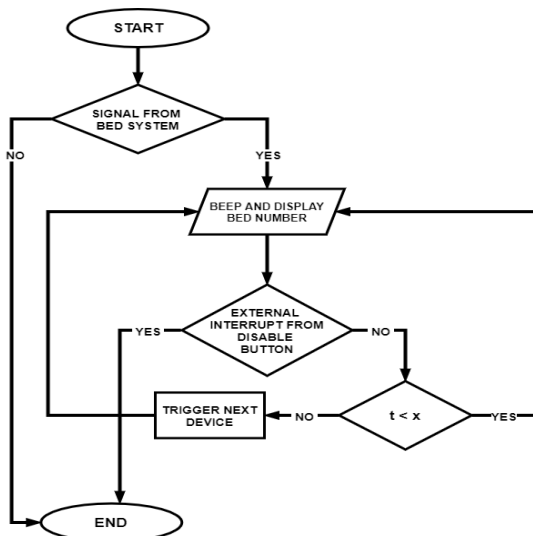 START
SIGNAL FROM
BED SYSTEM
NO
YES
BEEP AND DISPLAY
BED NUMBER
EXTERNAL
INTERRUPT FROM
DISABLE
BUTTON
YES
NO
TRIGGER NEXT
DEVICE
NO
t < x
YES
END